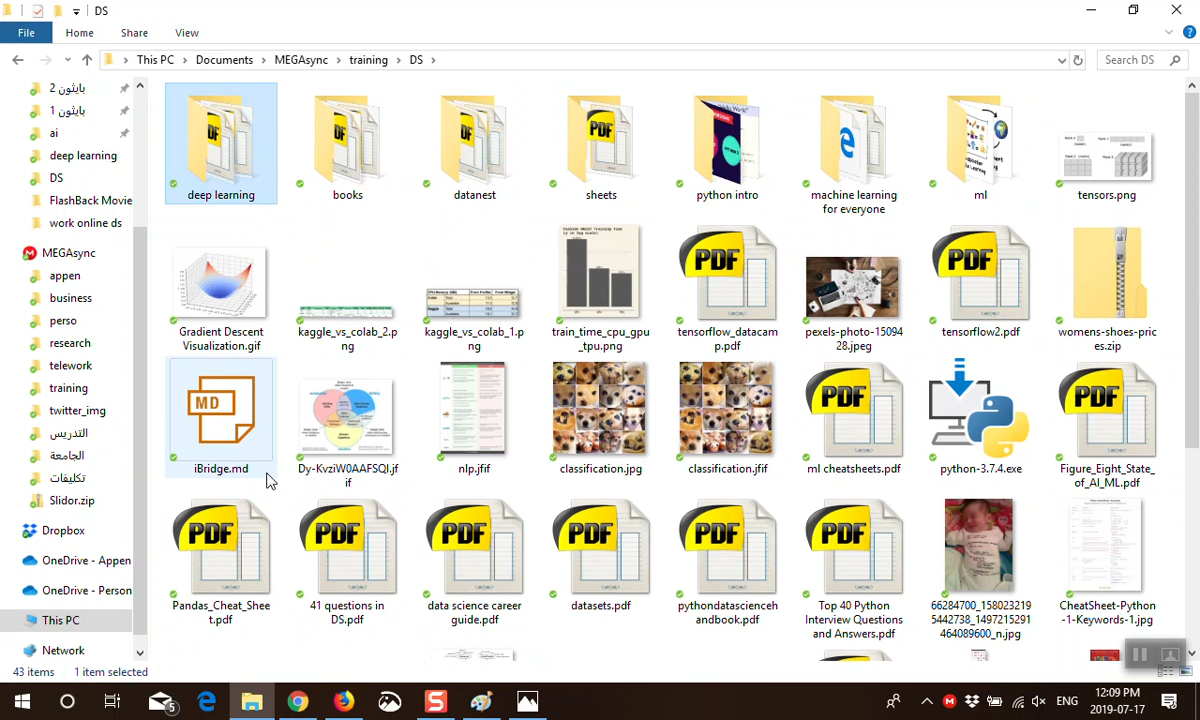 DS
File
Home
Share
View
This PC
Documents
MEGAsync
training
DS
Search DS
بايثون 2
بايثون 1
ai
deep learning
DS
FlashBack Movie
work online ds
MEGAsync
appen
business
perso
research
telework
training
twitter_img
التدريس
الجامعة
تكليفات
Slidor.zip
Dropbox
OneDrive - Appen
OneDrive - Person
This PC
Network
deep learning
books
datanest
sheets
python intro
machine learning
for everyone
ml
tensors.png
Gradient Descent
Visualization.gif
kaggle_vs_colab_2.p
ng
kaggle_vs_colab_1.p
ng
train_time_cpu_gpu
_tpu.png
tensorflow_datacam
p.pdf
pexels-photo-15094
28.jpeg
tensorflow2.pdf
womens-shoes-pric
es.zip
MD
iBridge.md
Dy-KvziW0AAFSQI.jf
if
nlp.jfif
classification.jpg
classification.jfif
ml cheatsheets.pdf
python-3.7.4.exe
Figure_Eight_State_
of_AI_ML.pdf
PDF
Pandas_Cheat_Shee
t.pdf
41 questions in
DS.pdf
data science career
guide.pdf
datasets.pdf
pythondatascienceh
andbook.pdf
Top 40 Python
Interview Questions
and Answers.pdf
66284700_158023219
5442738_1497215291
464089600_n.jpg
CheatSheet-Python
-1-Keywords-1.jpg
43 items
1 item selected
5
ENG
12:09 PM
2019-07-17